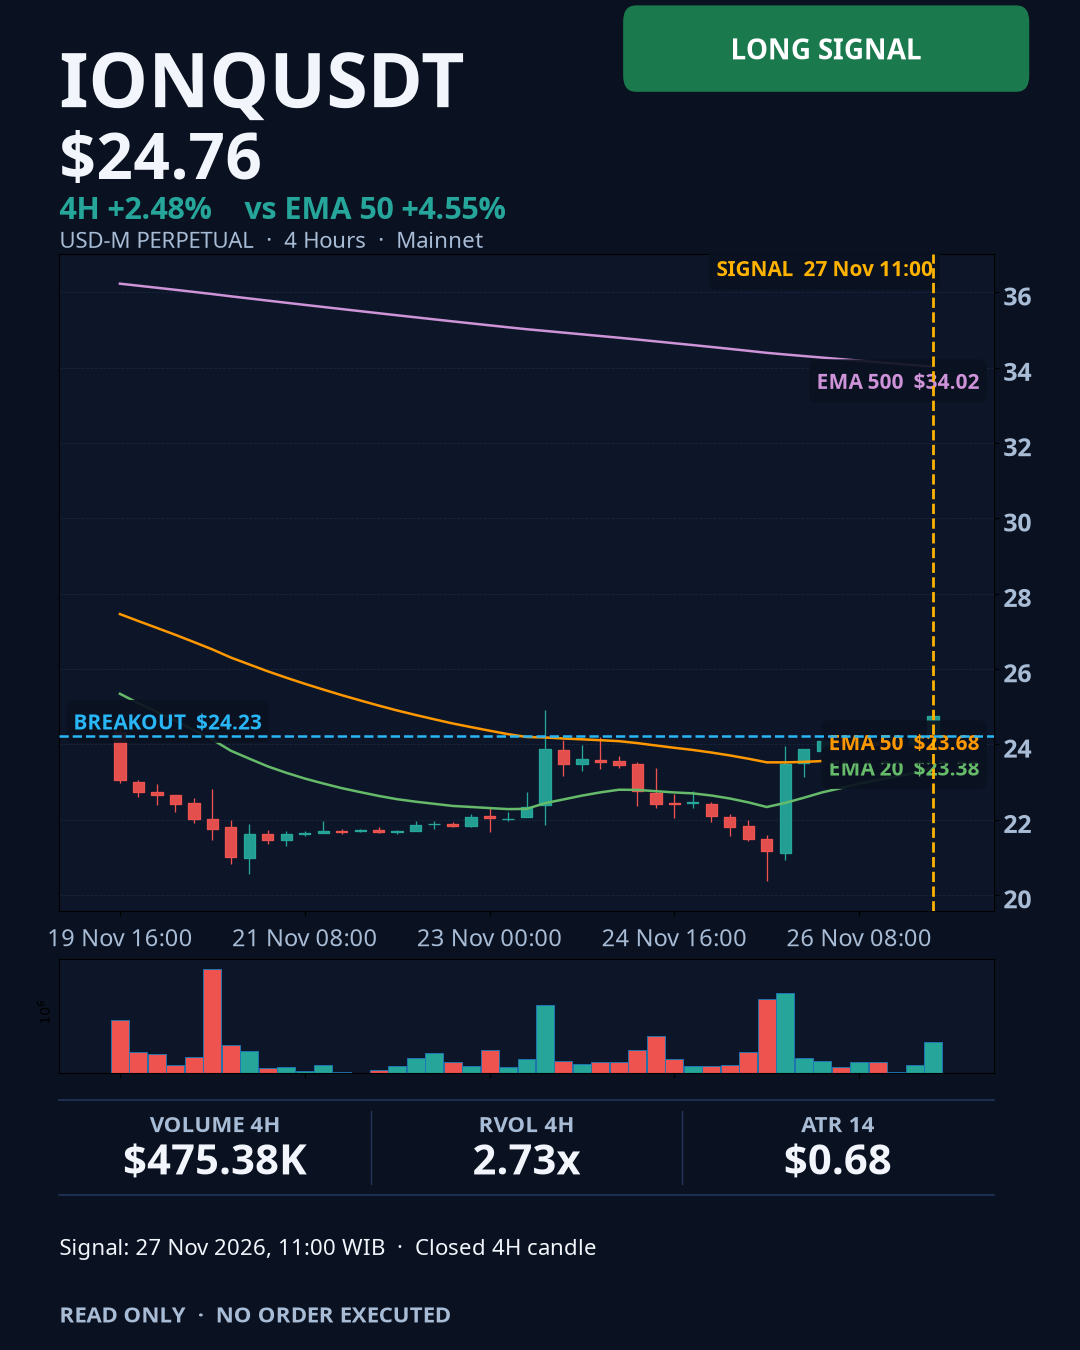 LONG SIGNAL
IONQUSDT
$24.76
4H +2.48% vs EMA 50 +4.55%
USD-M PERPETUAL · 4 Hours · Mainnet
SIGNAL 27 Nov 11:00
36
EMA 500 $34.02
34
32
30
28
26
BREAKOUT $24.23
EMA 50 $23.68
24
EMA 20 $23.38
22
20
19 Nov 16:00 21 Nov 08:00 23 Nov 00:00 24 Nov 16:00 26 Nov 08:00
10⁶
VOLUME 4H RVOL 4H ATR 14
$475.38K 2.73x $0.68
Signal: 27 Nov 2026, 11:00 WIB · Closed 4H candle
READ ONLY · NO ORDER EXECUTED